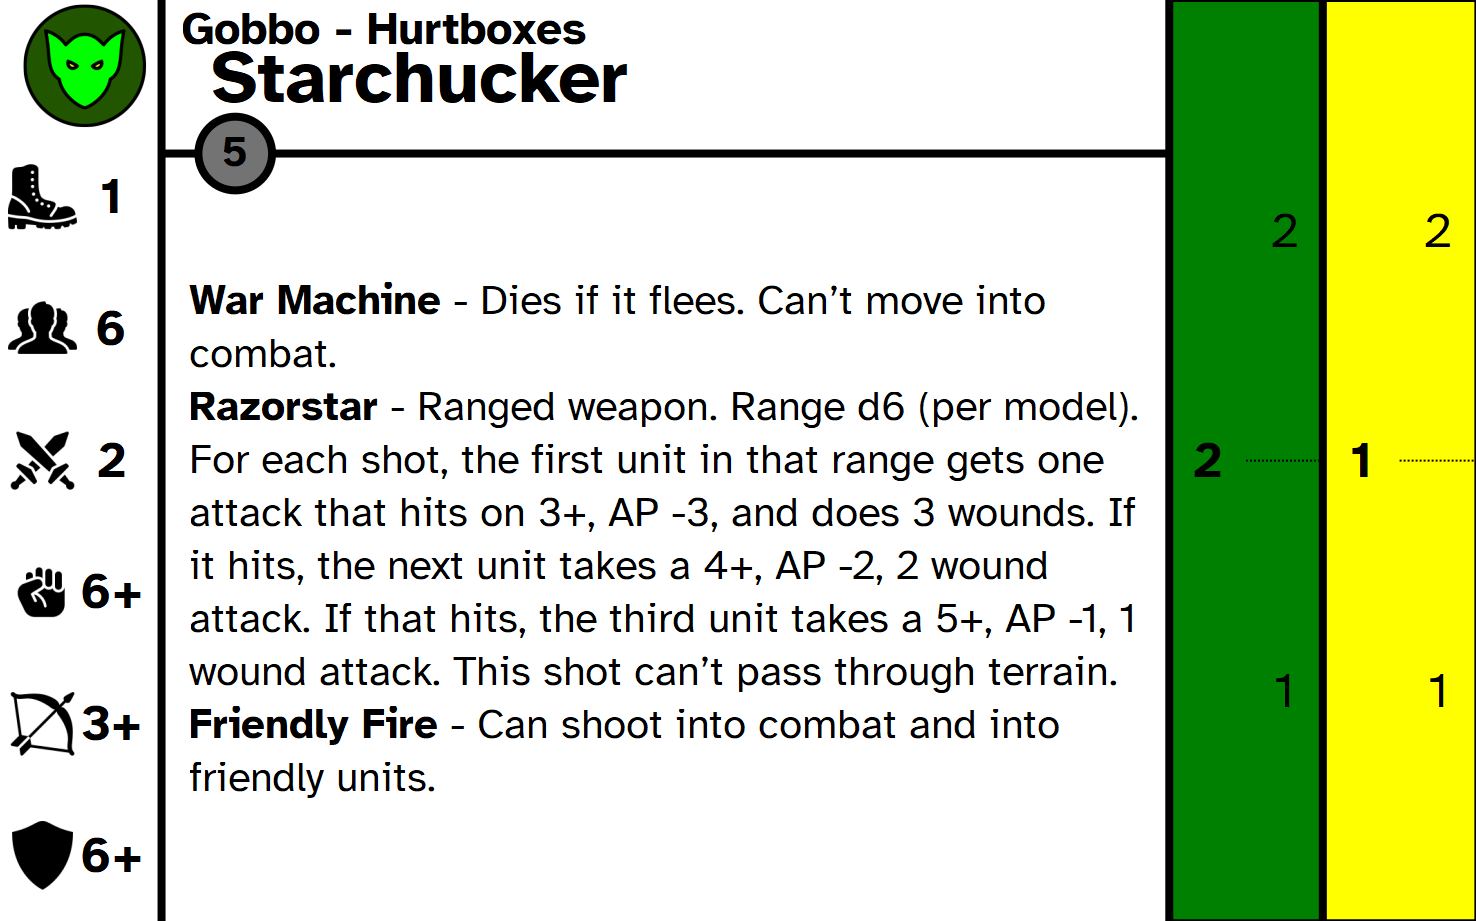 Gobbo - Hurtboxes
Starchucker
5
1
6
2
6+
3+
6+
War Machine - Dies if it flees. Can’t move into
combat.
Razorstar - Ranged weapon. Range d6 (per model).
For each shot, the first unit in that range gets one
attack that hits on 3+, AP -3, and does 3 wounds. If
it hits, the next unit takes a 4+, AP -2, 2 wound
attack. If that hits, the third unit takes a 5+, AP -1, 1
wound attack. This shot can’t pass through terrain.
Friendly Fire - Can shoot into combat and into
friendly units.
2
2
1
2
1
1